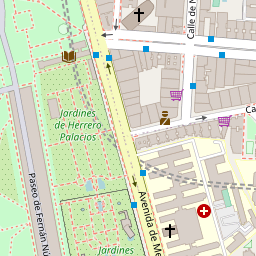 Calle de N
Jardines
de Herrero
Palacios
Ca
Paseo de Fernán Nú
Avenida de Me
Jardines